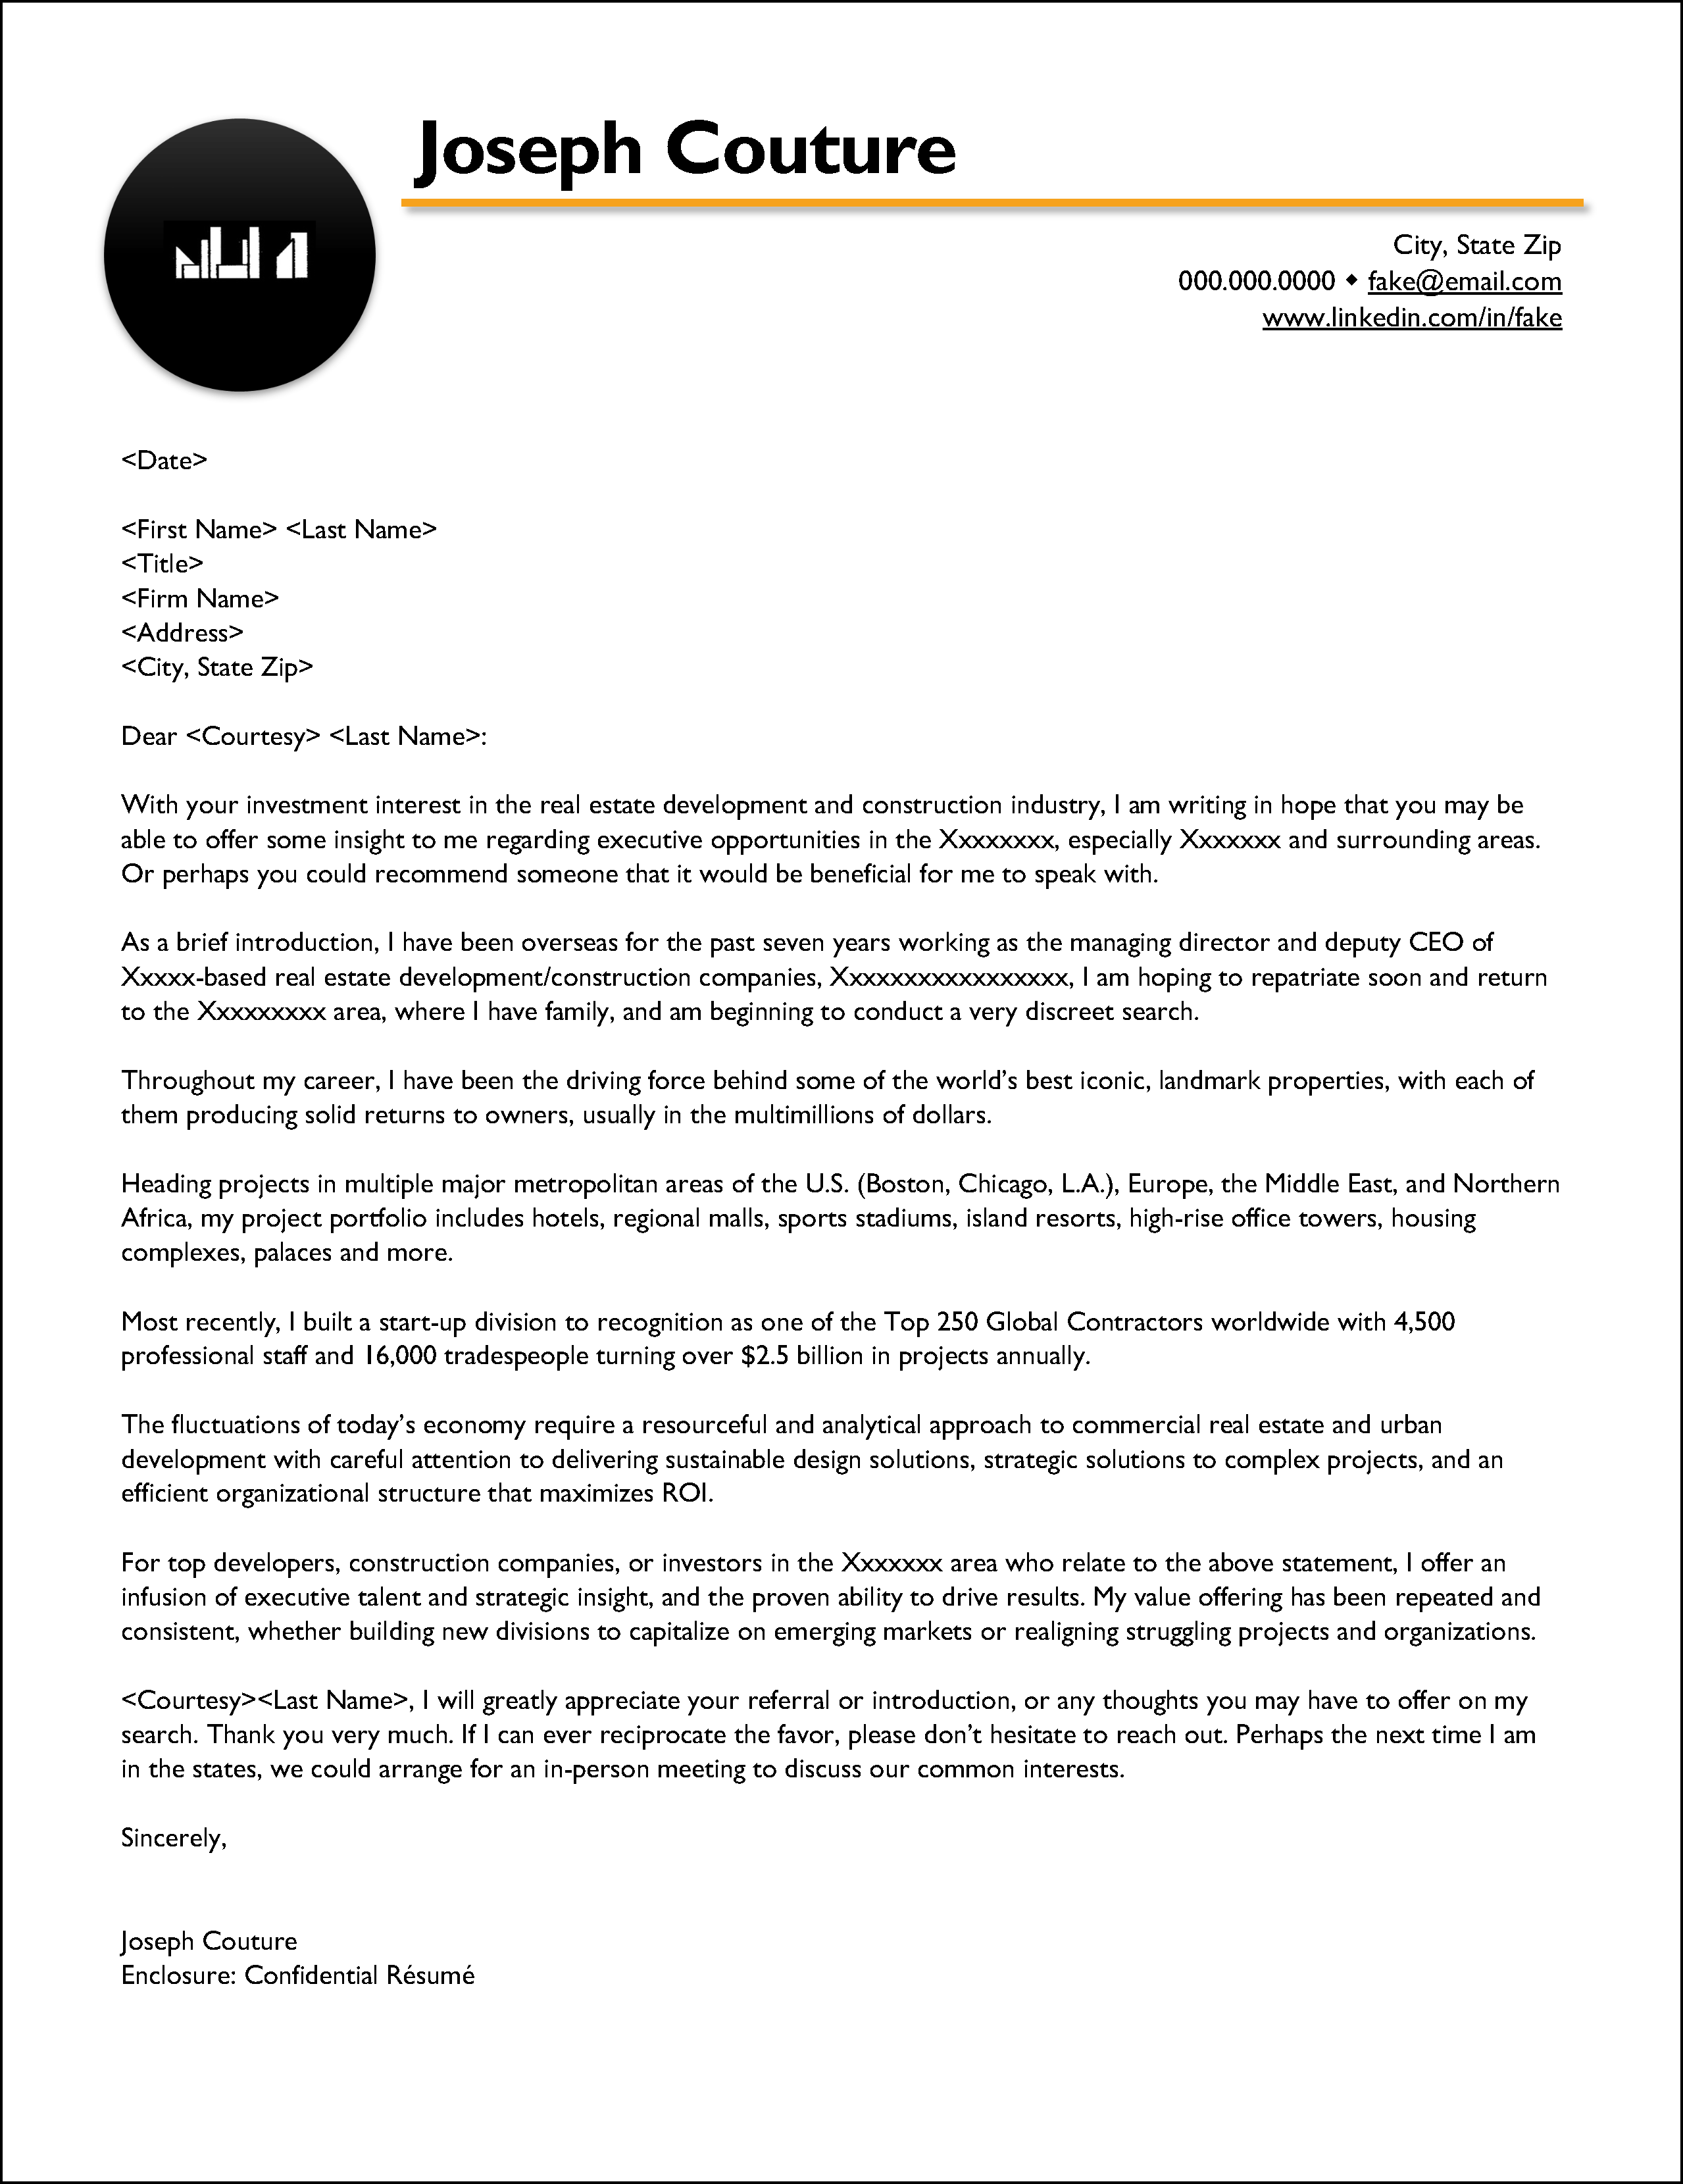 Joseph Couture
City, State Zip
000.000.0000 ◆ fake@email.com
www.linkedin.com/in/fake
<Date>
<First Name> <Last Name>
<Title>
<Firm Name>
<Address>
<City, State Zip>
Dear <Courtesy> <Last Name>:
With your investment interest in the real estate development and construction industry, I am writing in hope that you may be
able to offer some insight to me regarding executive opportunities in the Xxxxxxxx, especially Xxxxxxx and surrounding areas.
Or perhaps you could recommend someone that it would be beneficial for me to speak with.
As a brief introduction, I have been overseas for the past seven years working as the managing director and deputy CEO of
Xxxxx-based real estate development/construction companies, Xxxxxxxxxxxxxxxxx, I am hoping to repatriate soon and return
to the Xxxxxxxxx area, where I have family, and am beginning to conduct a very discreet search.
Throughout my career, I have been the driving force behind some of the world’s best iconic, landmark properties, with each of
them producing solid returns to owners, usually in the multimillions of dollars.
Heading projects in multiple major metropolitan areas of the U.S. (Boston, Chicago, L.A.), Europe, the Middle East, and Northern
Africa, my project portfolio includes hotels, regional malls, sports stadiums, island resorts, high-rise office towers, housing
complexes, palaces and more.
Most recently, I built a start-up division to recognition as one of the Top 250 Global Contractors worldwide with 4,500
professional staff and 16,000 tradespeople turning over $2.5 billion in projects annually.
The fluctuations of today’s economy require a resourceful and analytical approach to commercial real estate and urban
development with careful attention to delivering sustainable design solutions, strategic solutions to complex projects, and an
efficient organizational structure that maximizes ROI.
For top developers, construction companies, or investors in the Xxxxxxx area who relate to the above statement, I offer an
infusion of executive talent and strategic insight, and the proven ability to drive results. My value offering has been repeated and
consistent, whether building new divisions to capitalize on emerging markets or realigning struggling projects and organizations.
<Courtesy><Last Name>, I will greatly appreciate your referral or introduction, or any thoughts you may have to offer on my
search. Thank you very much. If I can ever reciprocate the favor, please don’t hesitate to reach out. Perhaps the next time I am
in the states, we could arrange for an in-person meeting to discuss our common interests.
Sincerely,
Joseph Couture
Enclosure: Confidential Résumé